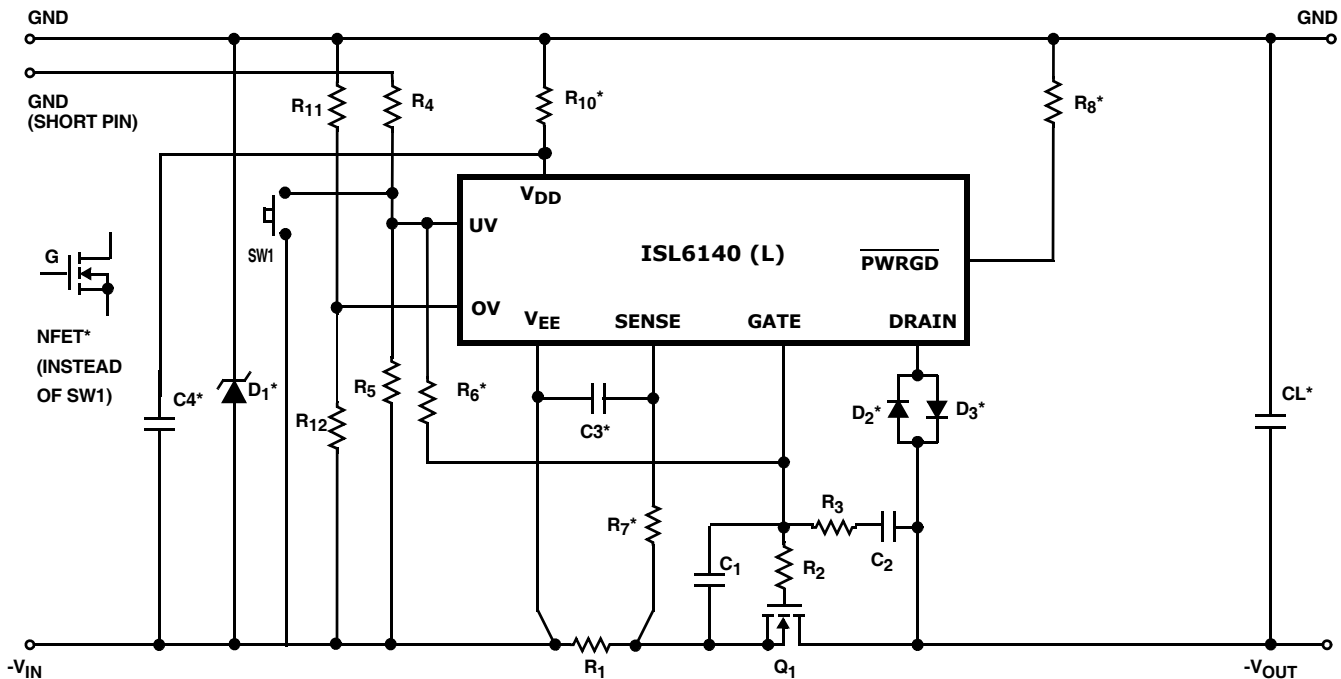 GND
GND
GND
(SHORT PIN)
R11
R4
R10*
R8*
VDD
SW1
UV
ISL6140 (L)
PWRGD
G
OV
VEE
SENSE
GATE
DRAIN
NFET*
(INSTEAD
OF SW1)
C4*
D1*
R5
R6*
R12
C3*
D2*
D3*
CL*
R7*
R3
C1
R2
C2
-VIN
R1
Q1
-VOUT